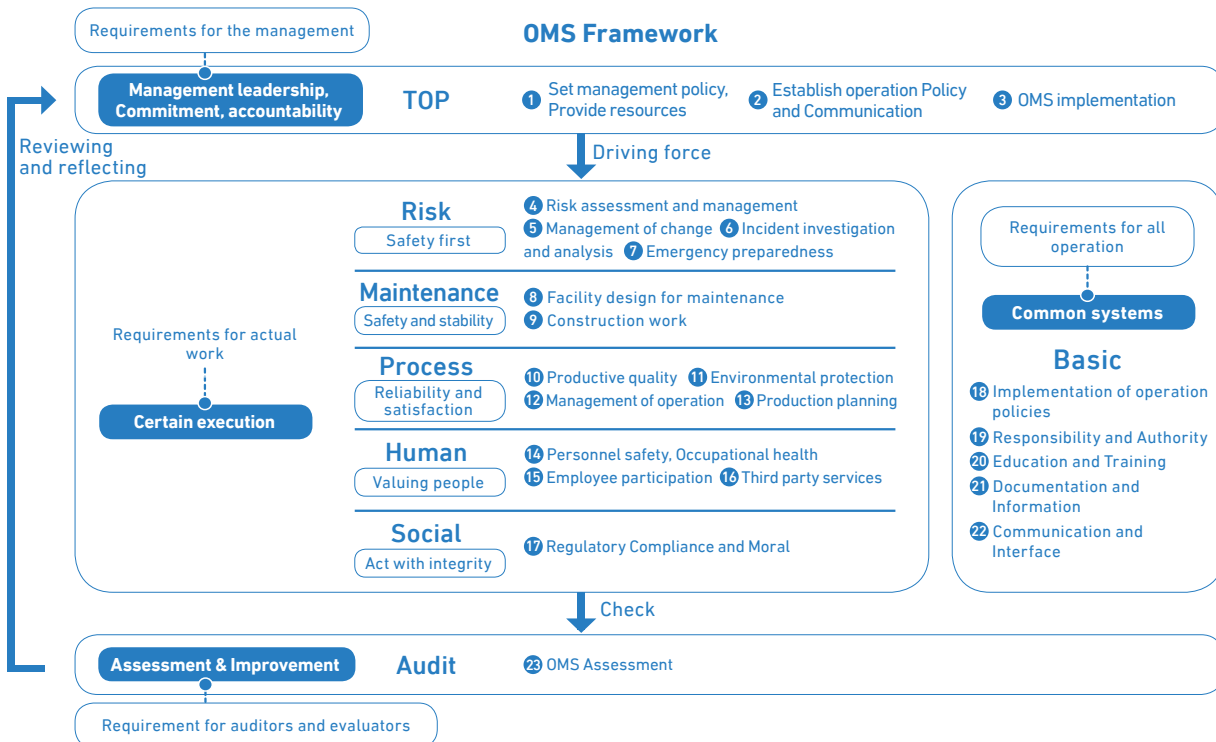 Requirements for the management
OMS Framework
Management leadership,
Commitment, accountability
TOP
1 Set management policy,
Provide resources
2 Establish operation Policy
and Communication
3 OMS implementation
Reviewing
and reflecting
Driving force
Requirements for actual
work
Certain execution
Risk
Safety first
4 Risk assessment and management
5 Management of change 6 Incident investigation
and analysis 7 Emergency preparedness
Maintenance
Safety and stability
8 Facility design for maintenance
9 Construction work
Process
Reliability and
satisfaction
10 Productive quality 11 Environmental protection
12 Management of operation 13 Production planning
Human
Valuing people
14 Personnel safety, Occupational health
15 Employee participation 16 Third party services
Social
Act with integrity
17 Regulatory Compliance and Moral
Requirements for all
operation
Common systems
Basic
18 Implementation of operation
policies
19 Responsibility and Authority
20 Education and Training
21 Documentation and
Information
22 Communication and
Interface
Check
Assessment & Improvement
Audit
23 OMS Assessment
Requirement for auditors and evaluators